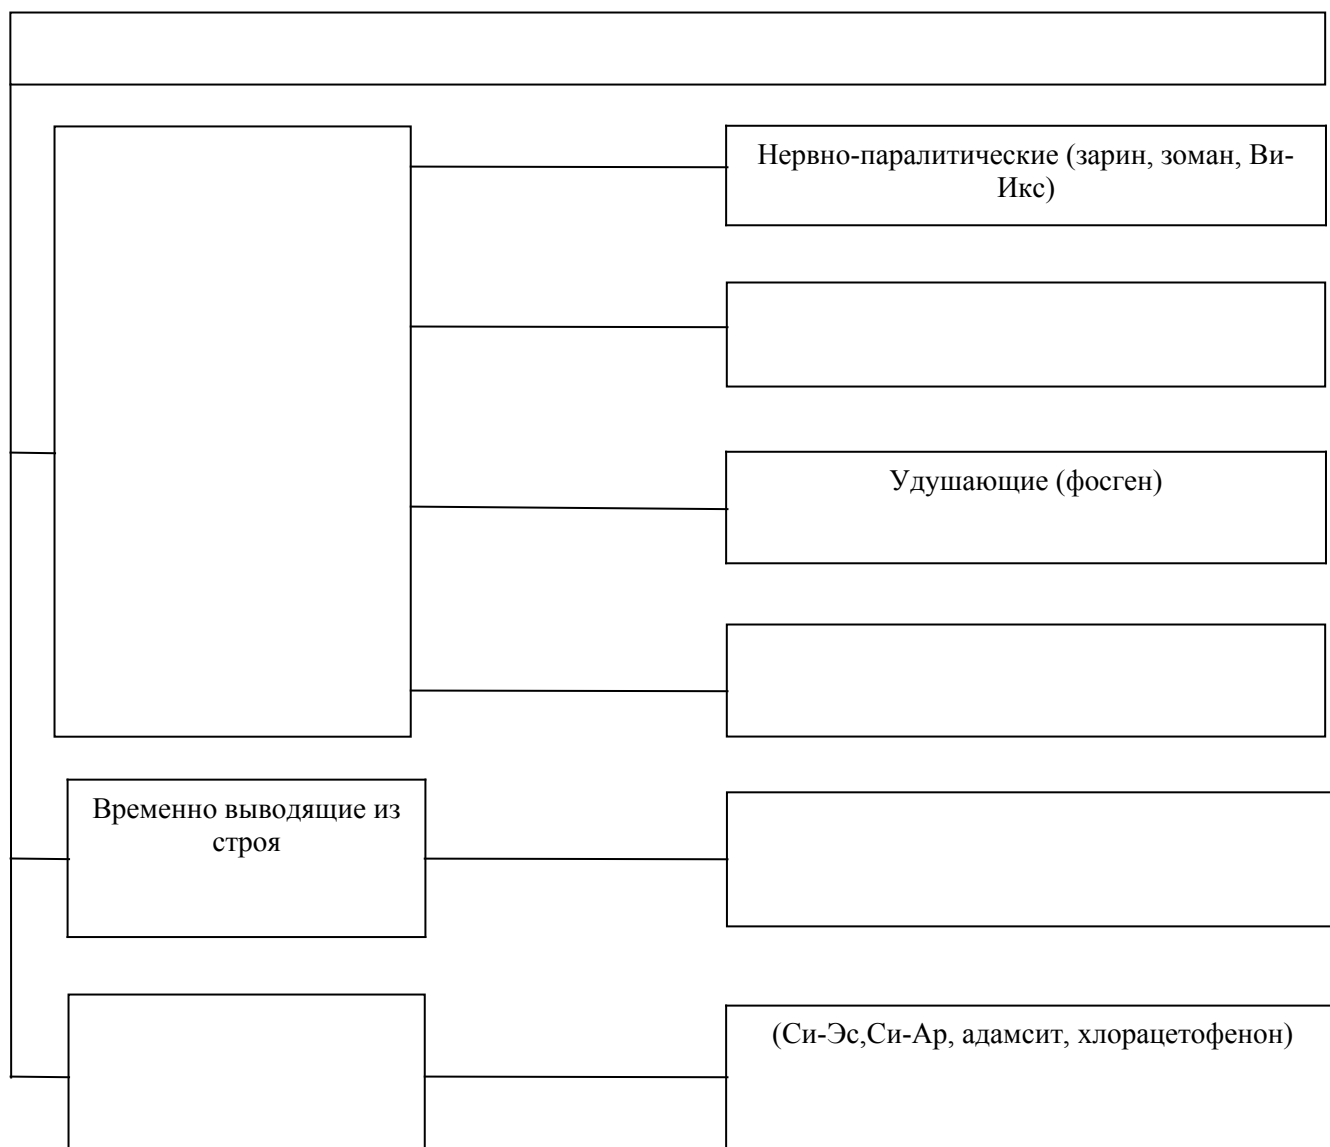 Нервно-паралитические (зарин, зоман, Ви-
Икс)
Удушающие (фосген)
Временно выводящие из
строя
(Си-Эс,Си-Ар, адамсит, хлорацетофенон)